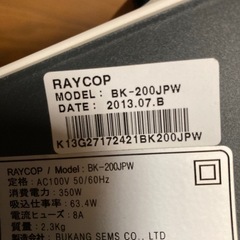 RAYCOP
MODEL : BK-200JPW
DATE : 2013.07.B
K13G27172421BK200JPW
RAYCOP / Model: BK-200JPW
定格：AC100V 50/60Hz
消費電力：350W
吸込仕事率：63.4W
電流ヒューズ：8A
質量：2.3Kg
BUKANG SEMS CO., LTD